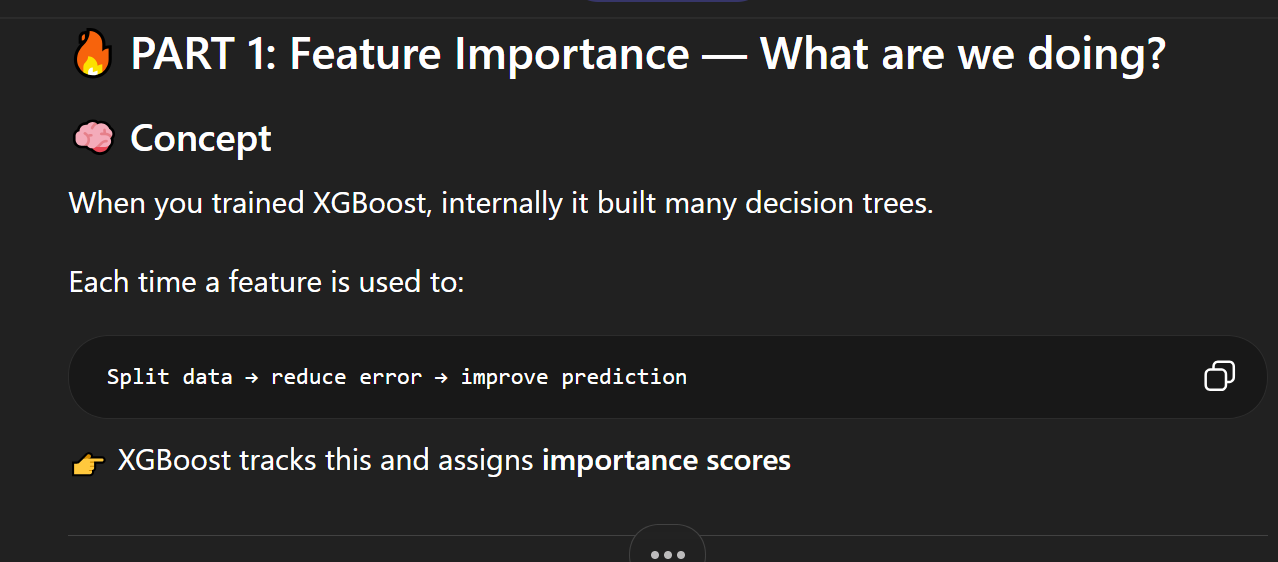 🔥 PART 1: Feature Importance — What are we doing?
🧠 Concept
When you trained XGBoost, internally it built many decision trees.
Each time a feature is used to:
Split data → reduce error → improve prediction
👉 XGBoost tracks this and assigns importance scores